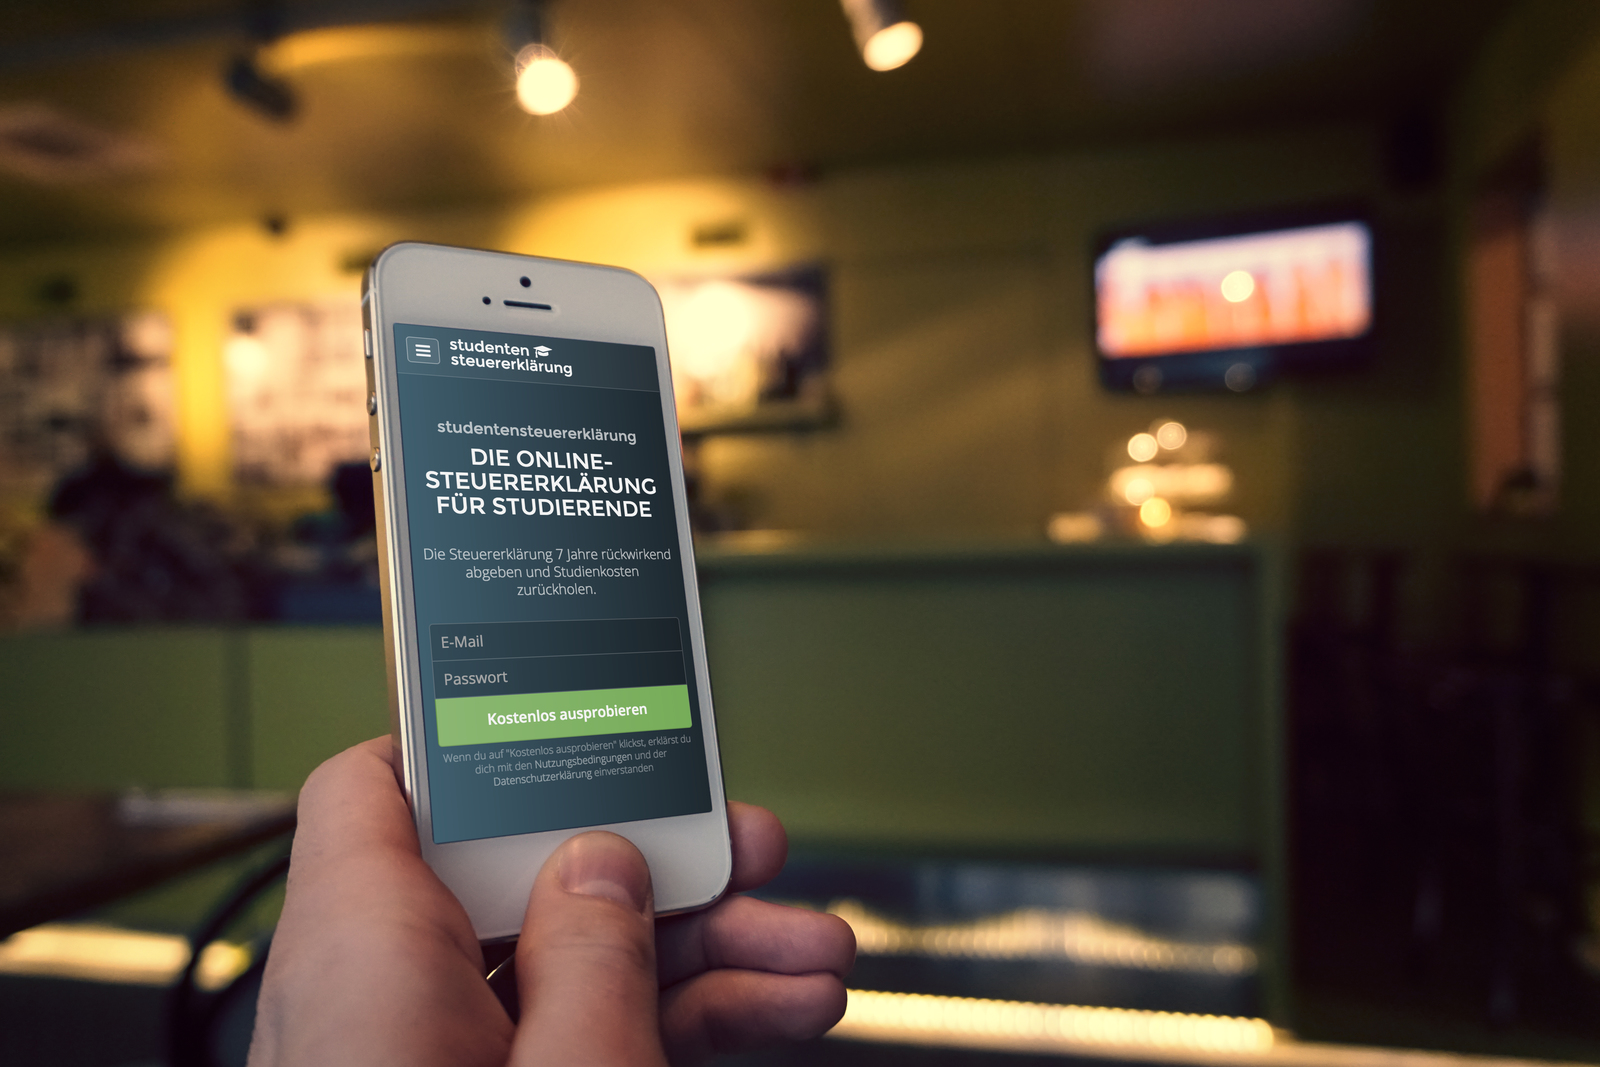 studenten
steuererklärung
studentensteuererklärung
DIE ONLINE-
STEUERERKLÄRUNG
FÜR STUDIERENDE
Die Steuererklärung 7 Jahre rückwirkend
abgeben und Studienkosten
zurückholen.
E-Mail
Passwort
Kostenlos ausprobieren
Wenn du auf "Kostenlos ausprobieren" klickst, erklärst du
dich mit den Nutzungsbedingungen und der
Datenschutzerklärung einverstanden